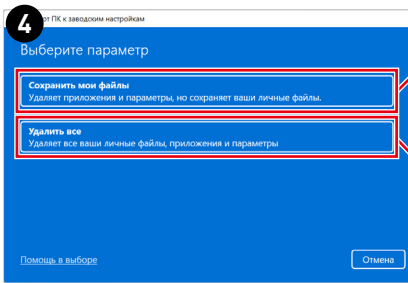 4
от ПК к заводским настройкам
Выберите параметр
Сохранить мои файлы
Удаляет приложения и параметры, но сохраняет ваши личные файлы.
Удалить все
Удаляет все ваши личные файлы, приложения и параметры
Помощь в выборе
Отмена